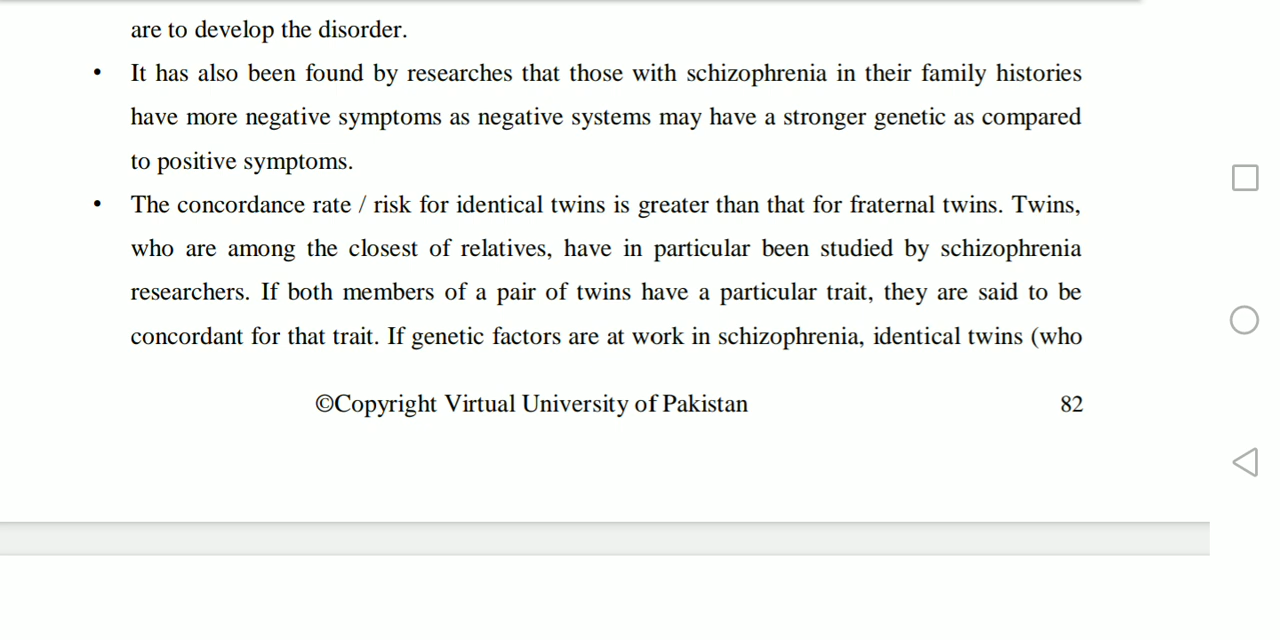 are to develop the disorder.
• It has also been found by researches that those with schizophrenia in their family histories
have more negative symptoms as negative systems may have a stronger genetic as compared
to positive symptoms.
• The concordance rate / risk for identical twins is greater than that for fraternal twins. Twins,
who are among the closest of relatives, have in particular been studied by schizophrenia
researchers. If both members of a pair of twins have a particular trait, they are said to be
concordant for that trait. If genetic factors are at work in schizophrenia, identical twins (who
©Copyright Virtual University of Pakistan 82